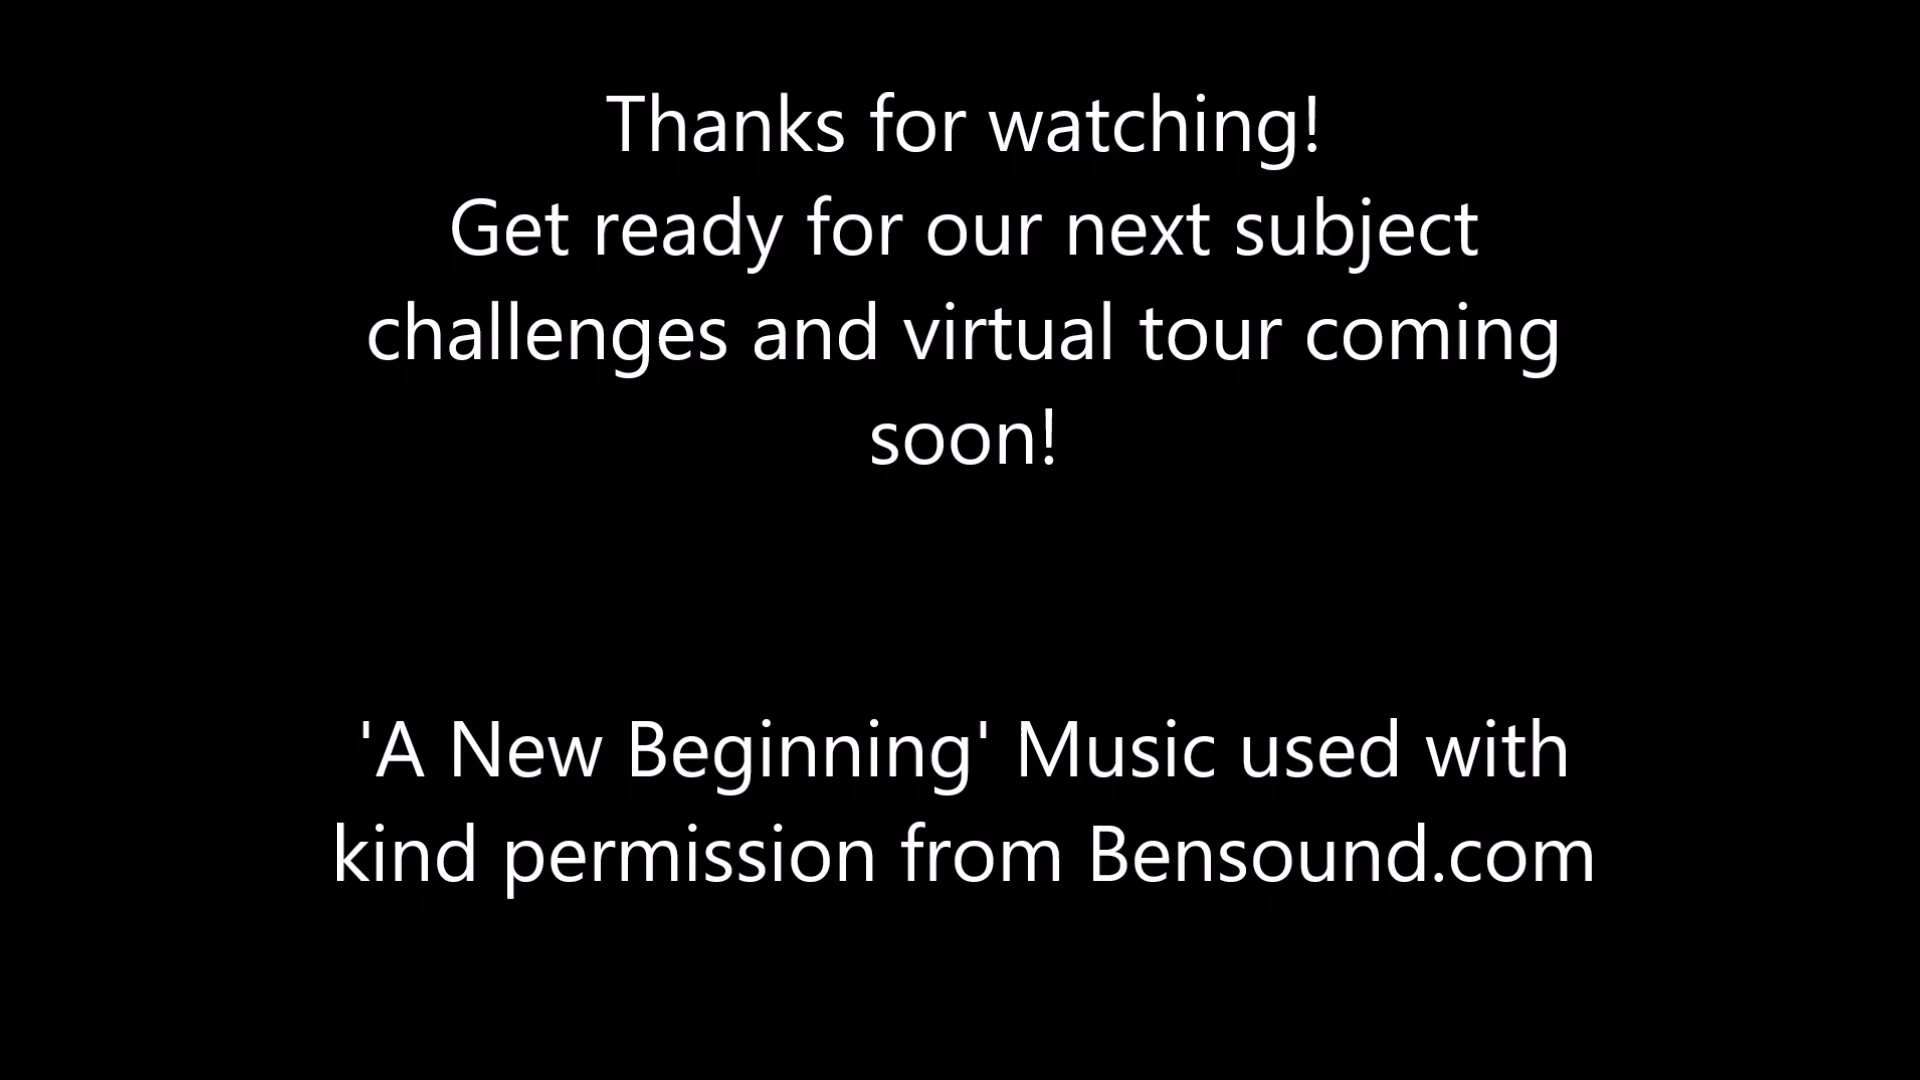 Thanks for watching!
Get ready for our next subject
challenges and virtual tour coming
soon!
'A New Beginning' Music used with
kind permission from Bensound.com